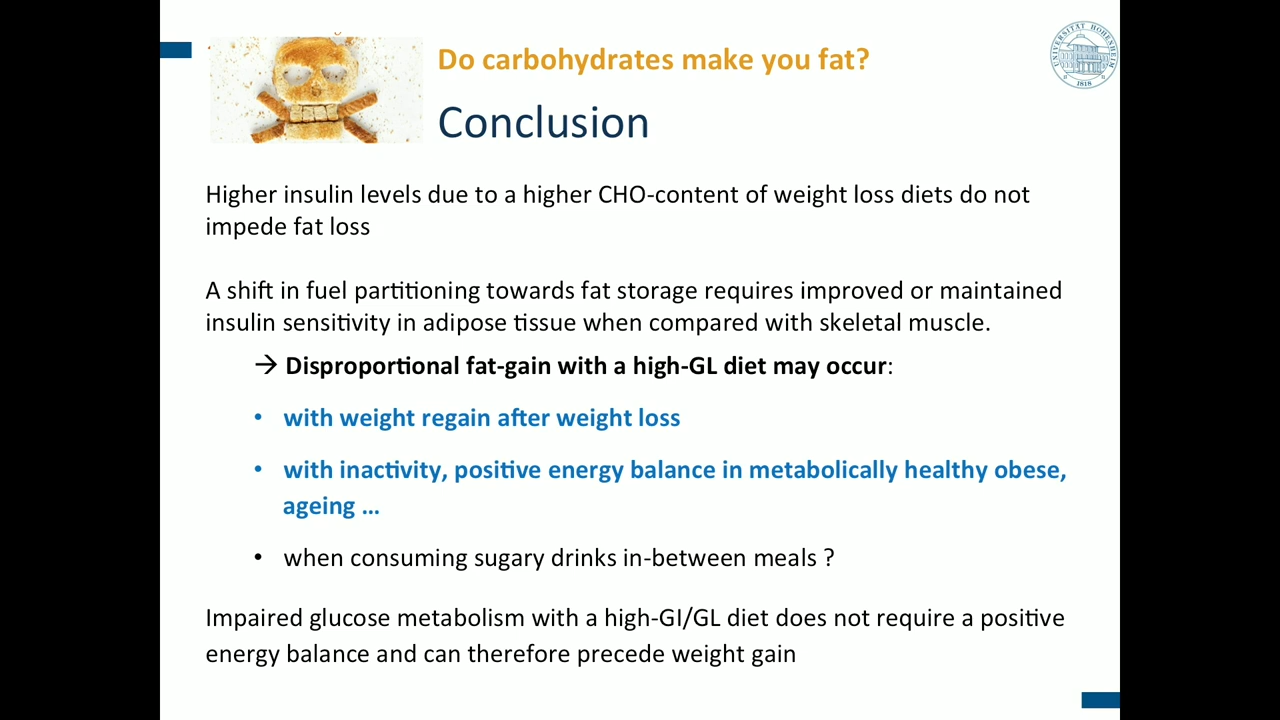 Do carbohydrates make you fat?
UNIVERSITÄT HOHENHEIM
1818
Conclusion
Higher insulin levels due to a higher CHO-content of weight loss diets do not
impede fat loss
A shift in fuel partitioning towards fat storage requires improved or maintained
insulin sensitivity in adipose tissue when compared with skeletal muscle.
→ Disproportional fat-gain with a high-GL diet may occur:
• with weight regain after weight loss
• with inactivity, positive energy balance in metabolically healthy obese,
ageing ...
• when consuming sugary drinks in-between meals ?
Impaired glucose metabolism with a high-GI/GL diet does not require a positive
energy balance and can therefore precede weight gain